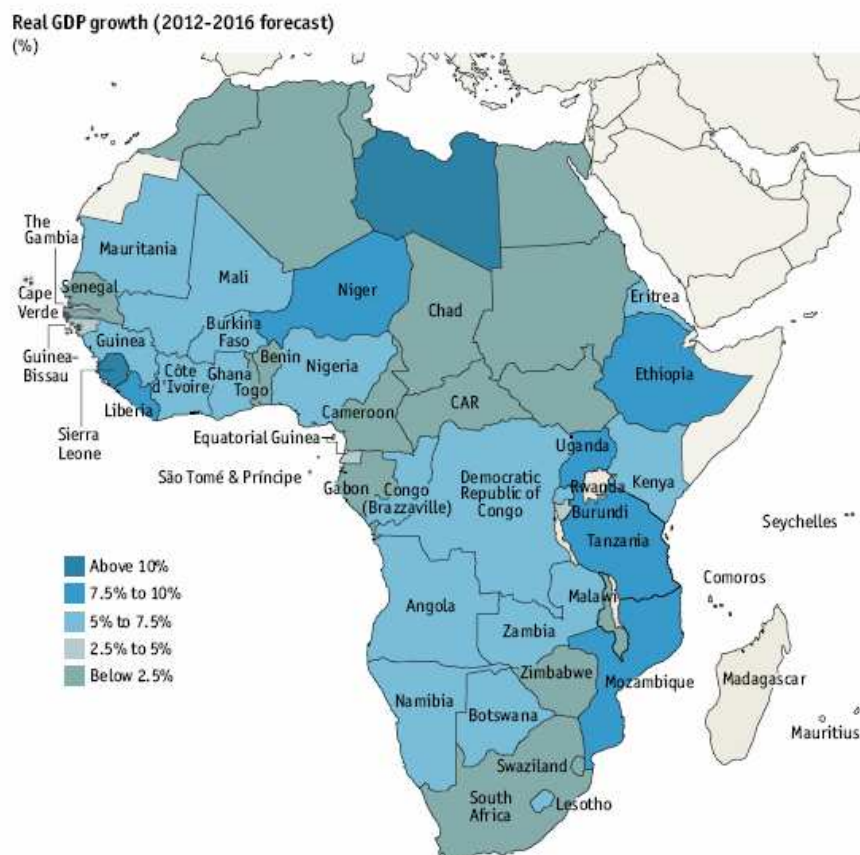 Real GDP growth (2012-2016 forecast)
(%)
The
Gambia
Mauritania
Mali
Niger
Chad
Eritrea
Senegal
Cape
Verde
Burkina
Faso
Guinea
Guinea-
Bissau
Benin
Nigeria
Ethiopia
Côte
d'Ivoire
Ghana
Togo
Liberia
Cameroon
CAR
Sierra
Leone
Equatorial Guinea
Uganda
São Tomé & Príncipe
Gabon
Congo
(Brazzaville)
Democratic
Republic of
Congo
Rwanda
Kenya
Burundi
Seychelles
Tanzania
Above 10%
7.5% to 10%
5% to 7.5%
2.5% to 5%
Below 2.5%
Comoros
Angola
Malawi
Zambia
Zimbabwe
Mozambique
Madagascar
Namibia
Botswana
Mauritius
Swaziland
South
Africa
Lesotho